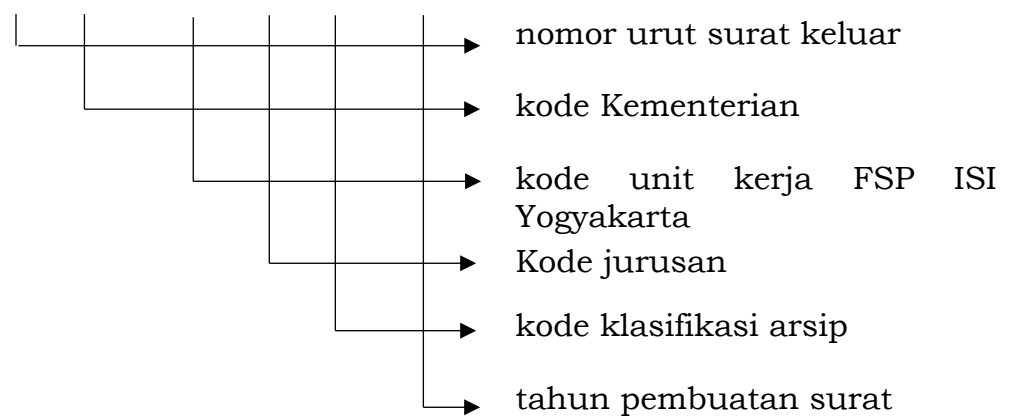 nomor urut surat keluar
kode Kementerian
kode unit kerja FSP ISI
Yogyakarta
Kode jurusan
kode klasifikasi arsip
tahun pembuatan surat